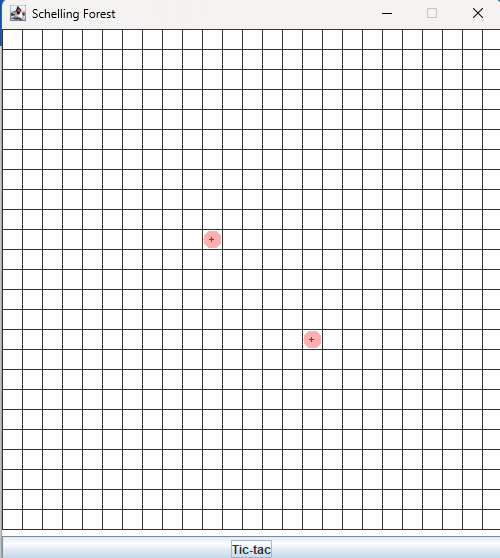 Schelling Forest
+
+
Tic-tac